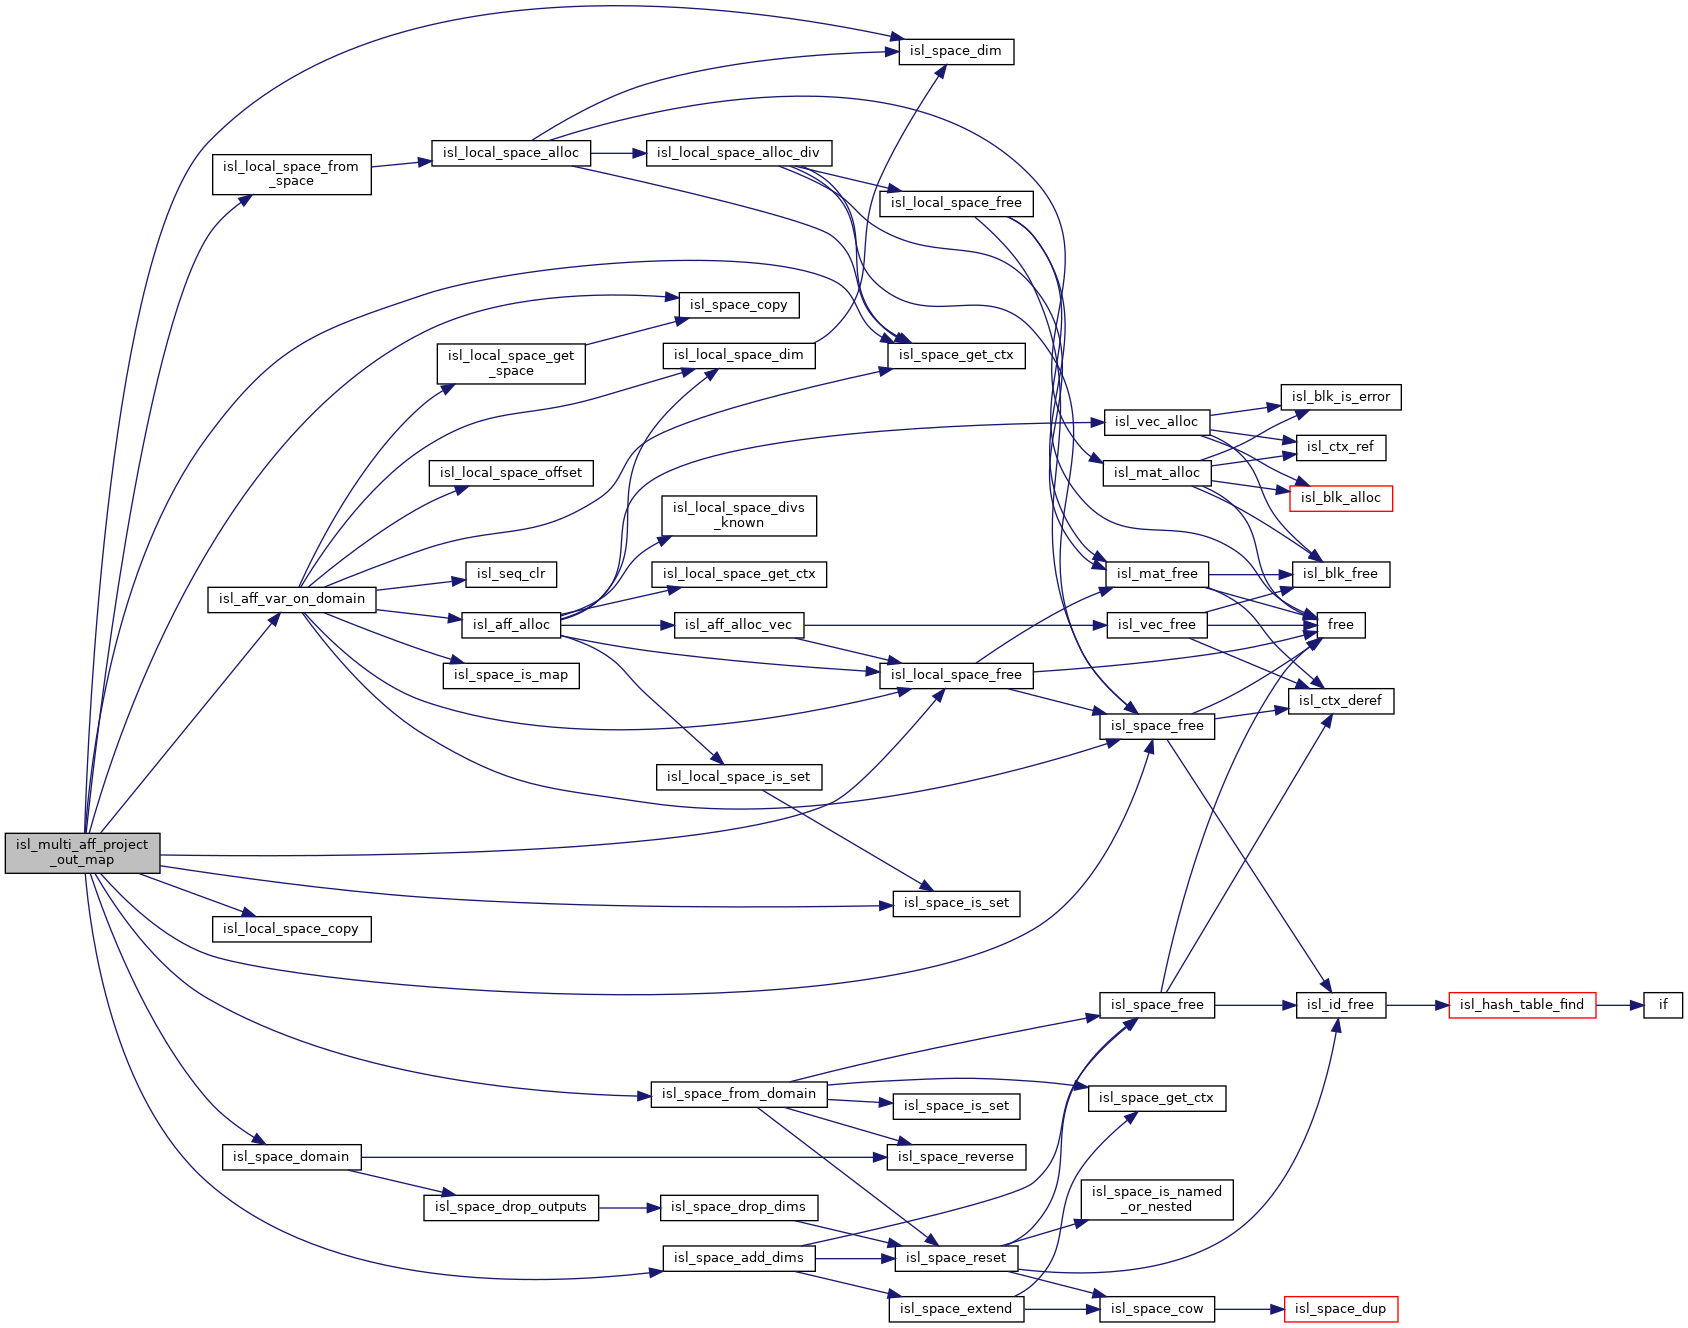 isl_space_dim
isl_local_space_alloc
isl_local_space_alloc_div
isl_local_space_from
_space
isl_local_space_free
isl_space_copy
isl_local_space_get
_space
isl_local_space_dim
isl_space_get_ctx
isl_blk_is_error
isl_vec_alloc
isl_ctx_ref
isl_local_space_offset
isl_mat_alloc
isl_blk_alloc
isl_local_space_divs
_known
isl_seq_clr
isl_local_space_get_ctx
isl_mat_free
isl_blk_free
isl_aff_var_on_domain
isl_aff_alloc
isl_aff_alloc_vec
isl_vec_free
free
isl_space_is_map
isl_local_space_free
isl_ctx_deref
isl_space_free
isl_local_space_is_set
isl_multi_aff_project
_out_map
isl_space_is_set
isl_local_space_copy
isl_space_free
isl_id_free
isl_hash_table_find
if
isl_space_from_domain
isl_space_get_ctx
isl_space_is_set
isl_space_domain
isl_space_reverse
isl_space_drop_outputs
isl_space_drop_dims
isl_space_is_named
_or_nested
isl_space_add_dims
isl_space_reset
isl_space_extend
isl_space_cow
isl_space_dup